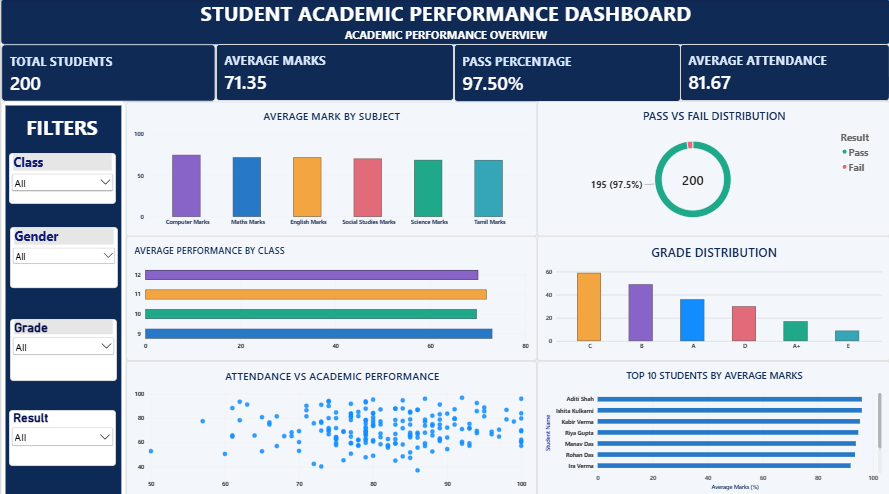 STUDENT ACADEMIC PERFORMANCE DASHBOARD
ACADEMIC PERFORMANCE OVERVIEW
TOTAL STUDENTS
200
AVERAGE MARKS
71.35
PASS PERCENTAGE
97.50%
AVERAGE ATTENDANCE
81.67
FILTERS
Class
All
Gender
All
Grade
All
Result
All
AVERAGE MARK BY SUBJECT
100
50
0
Computer Marks
Maths Marks
English Marks
Social Studies Marks
Science Marks
Tamil Marks
PASS VS FAIL DISTRIBUTION
195 (97.5%)
200
Result
Pass
Fail
AVERAGE PERFORMANCE BY CLASS
12
11
10
9
0 20 40 60 80
GRADE DISTRIBUTION
60
40
20
0
C B A D A+ E
ATTENDANCE VS ACADEMIC PERFORMANCE
100
80
60
40
50 60 70 80 90 100
TOP 10 STUDENTS BY AVERAGE MARKS
Student Name
Aditi Shah
Ishita Kulkarni
Kabir Verma
Riya Gupta
Manav Das
Rohan Das
Ira Verma
0 20 40 60 80 100
Average Marks (%)